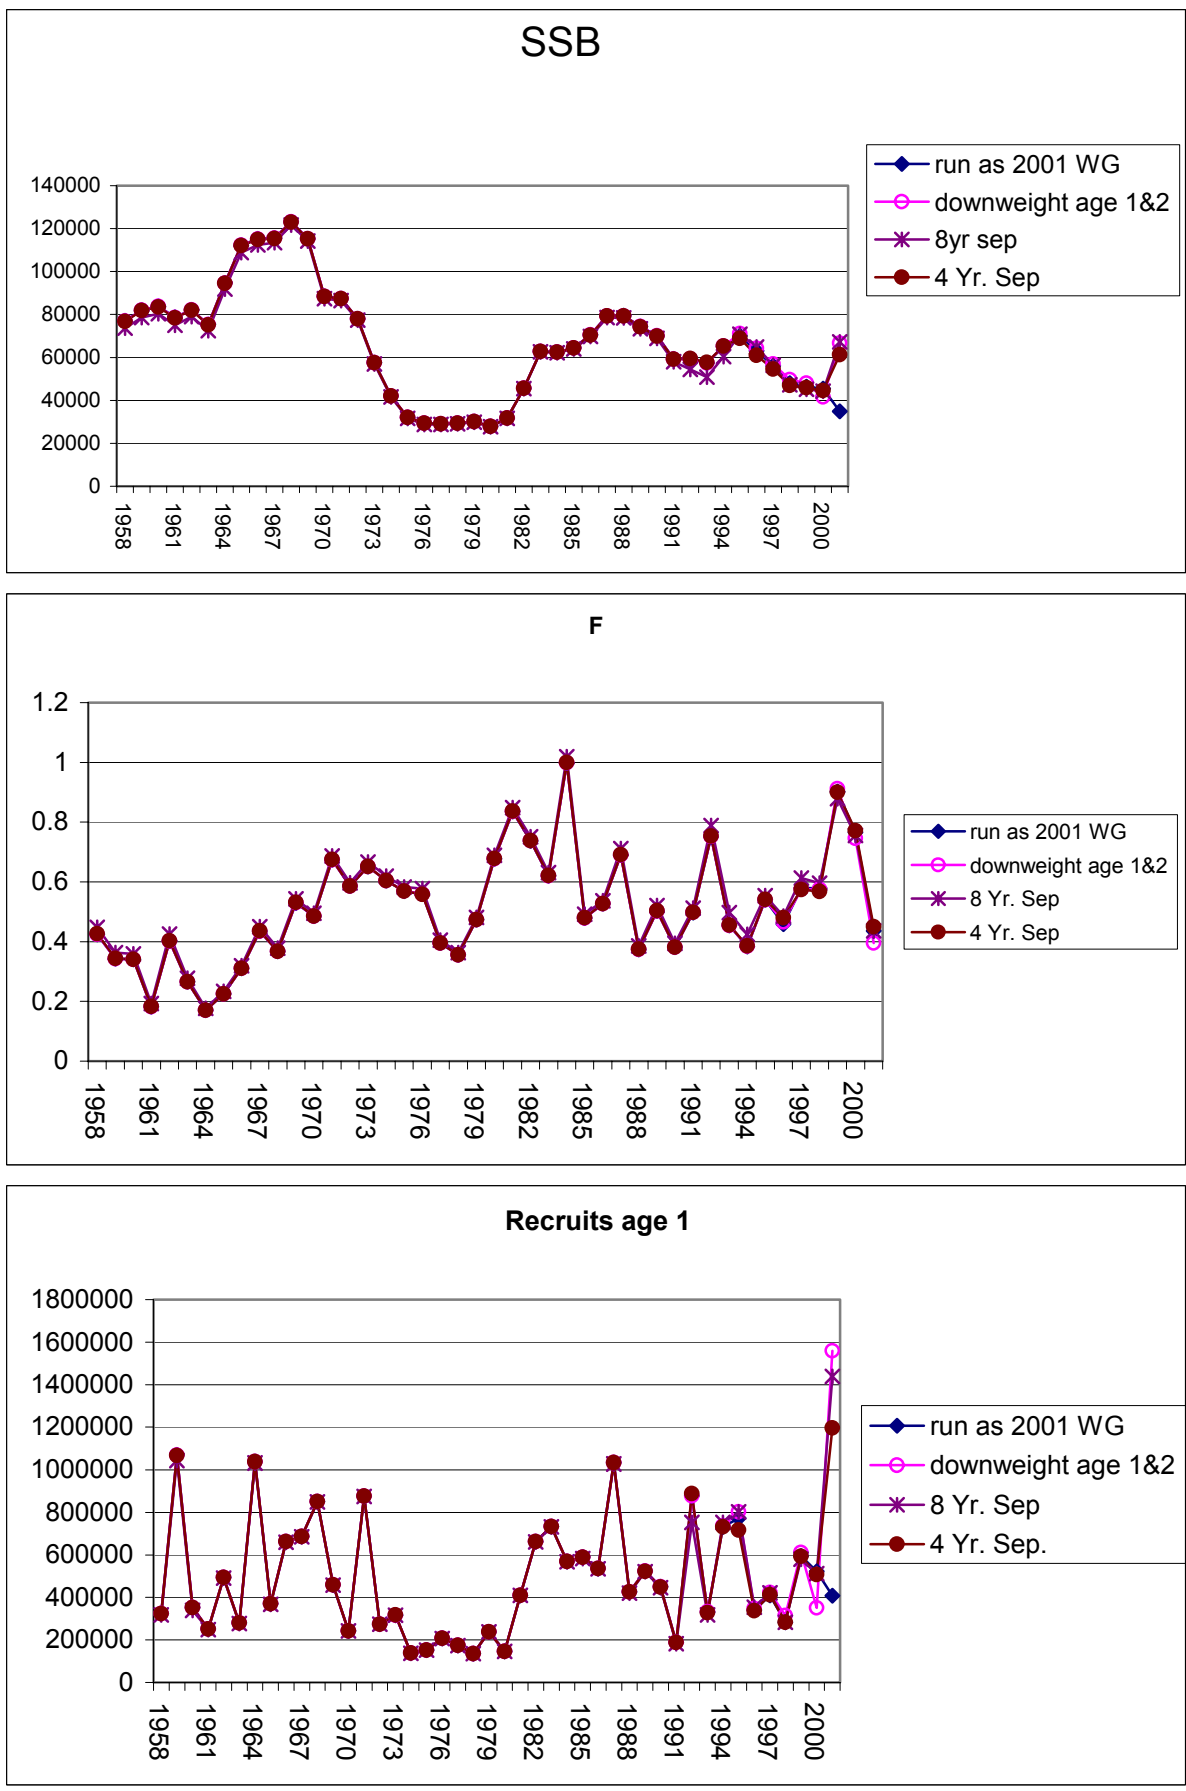 SSB
140000
120000
100000
80000
60000
40000
20000
0
1958 1961 1964 1967 1970 1973 1976 1979 1982 1985 1988 1991 1994 1997 2000
run as 2001 WG
downweight age 1&2
8yr sep
4 Yr. Sep
F
1.2
1
0.8
0.6
0.4
0.2
0
1958 1961 1964 1967 1970 1973 1976 1979 1982 1985 1988 1991 1994 1997 2000
run as 2001 WG
downweight age 1&2
8 Yr. Sep
4 Yr. Sep
Recruits age 1
1800000
1600000
1400000
1200000
1000000
800000
600000
400000
200000
0
1958 1961 1964 1967 1970 1973 1976 1979 1982 1985 1988 1991 1994 1997 2000
run as 2001 WG
downweight age 1&2
8 Yr. Sep
4 Yr. Sep.